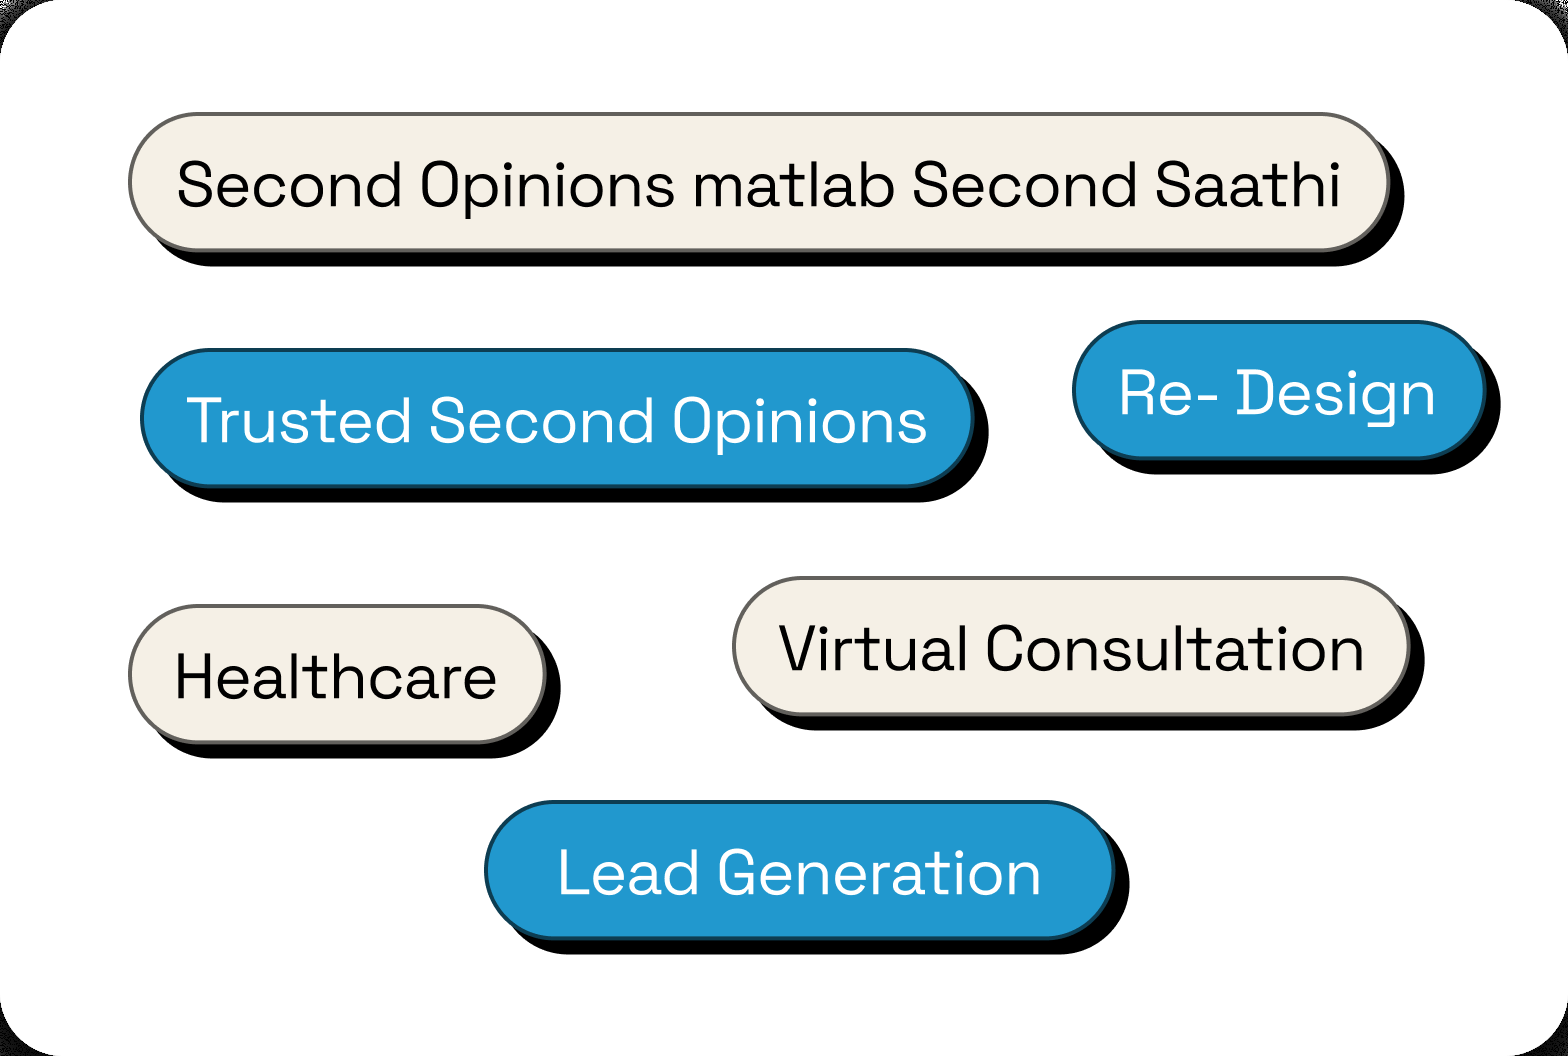 Second Opinions matlab Second Saathi
Trusted Second Opinions
Re- Design
Healthcare
Virtual Consultation
Lead Generation